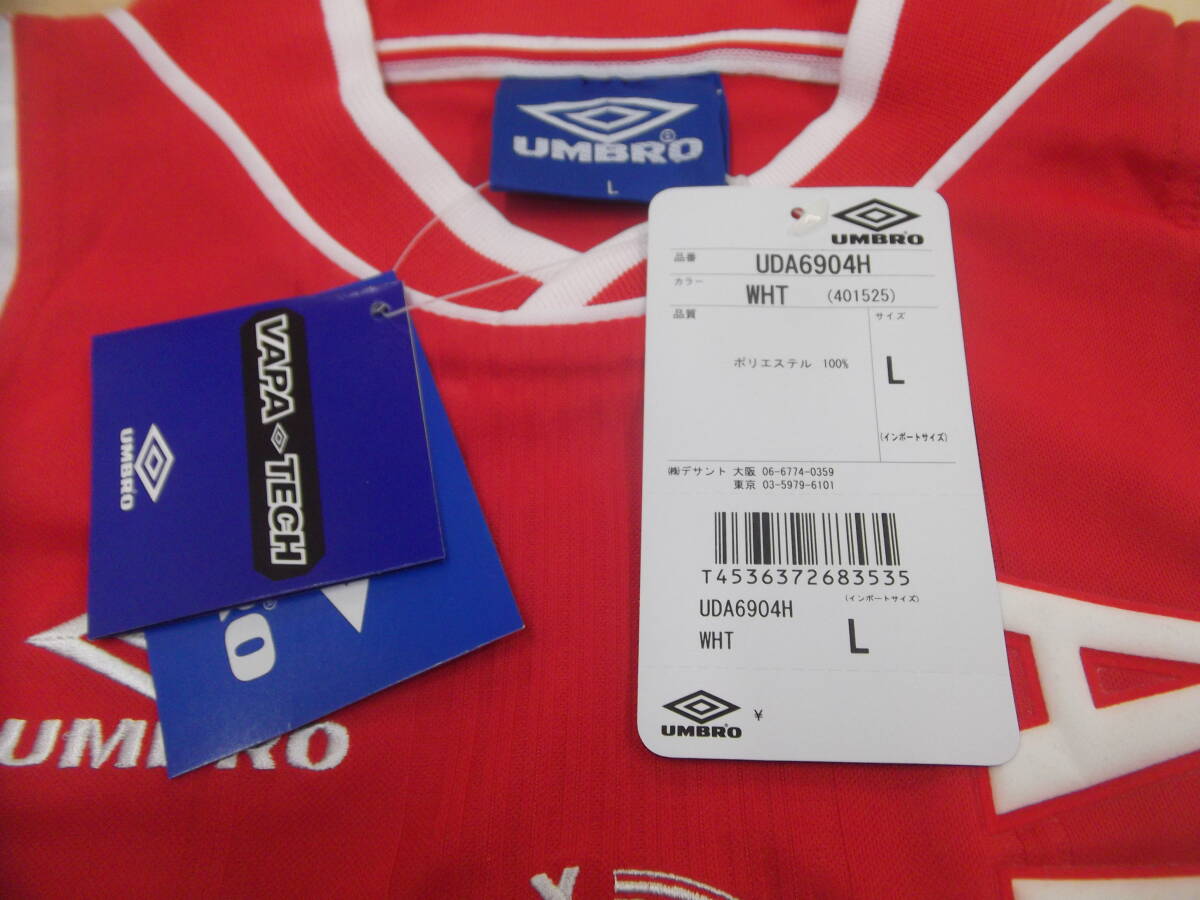 UMBRO®
L
UMBRO
品番 UDA6904H
カラー WHT (401525)
品質 サイズ
ポリエステル 100% L
(インポートサイズ)
㈱デサント 大阪 06-6774-0359
東京 03-5979-6101
T4536372683535
UDA6904H (インポートサイズ)
WHT L
UMBRO ¥
VAPA TECH
UMBRO
RO®
UMBRO
A